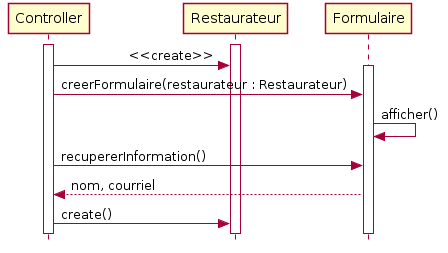 Controller Restaurateur Formulaire
<<create>>
creerFormulaire(restaurateur : Restaurateur)
afficher()
recupererInformation()
nom, courriel
create()